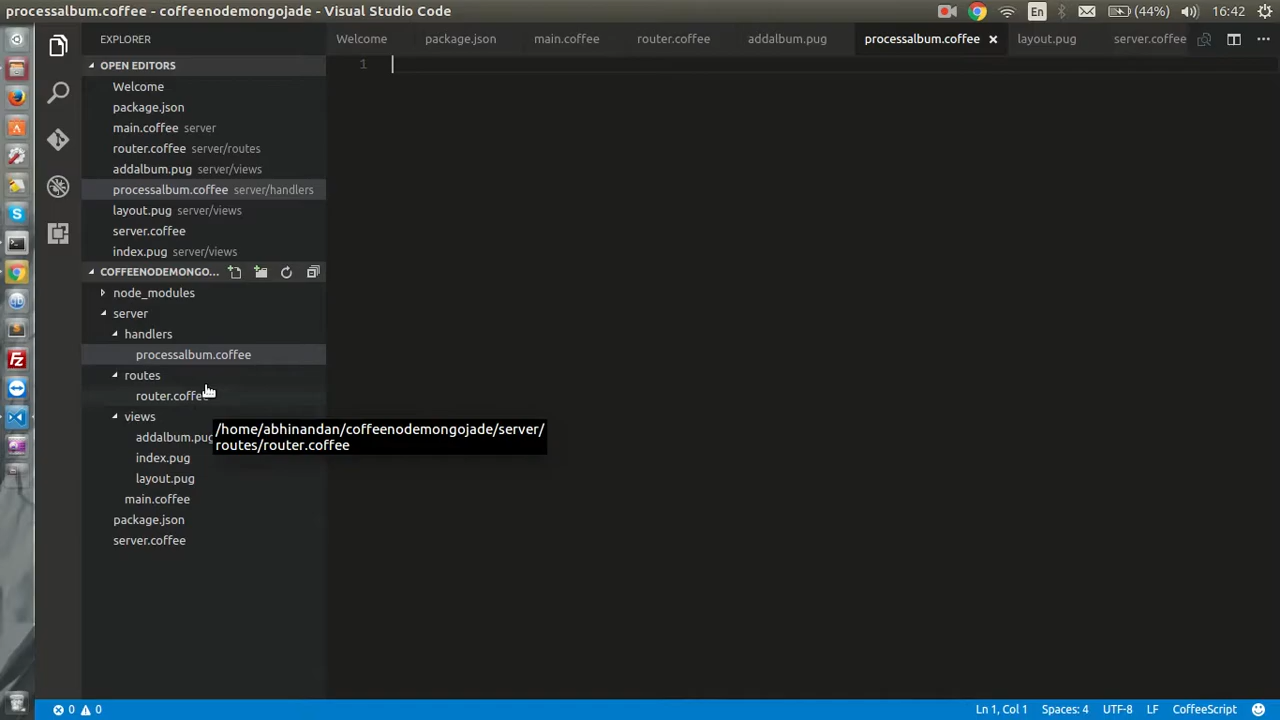 processalbum.coffee - coffeenodemongojade - Visual Studio Code
En
(44%)
16:42
EXPLORER
Welcome
package.json
main.coffee
router.coffee
addalbum.pug
processalbum.coffee
layout.pug
server.coffee
OPEN EDITORS
Welcome
package.json
main.coffee server
router.coffee server/routes
addalbum.pug server/views
processalbum.coffee server/handlers
layout.pug server/views
server.coffee
index.pug server/views
COFFEENODEMONGO...
node_modules
server
handlers
processalbum.coffee
routes
router.coffee
views
addalbum.pug
index.pug
layout.pug
main.coffee
package.json
server.coffee
1
/home/abhinandan/coffeenodemongojade/server/
routes/router.coffee
0 0
Ln 1, Col 1
Spaces: 4
UTF-8
LF
CoffeeScript